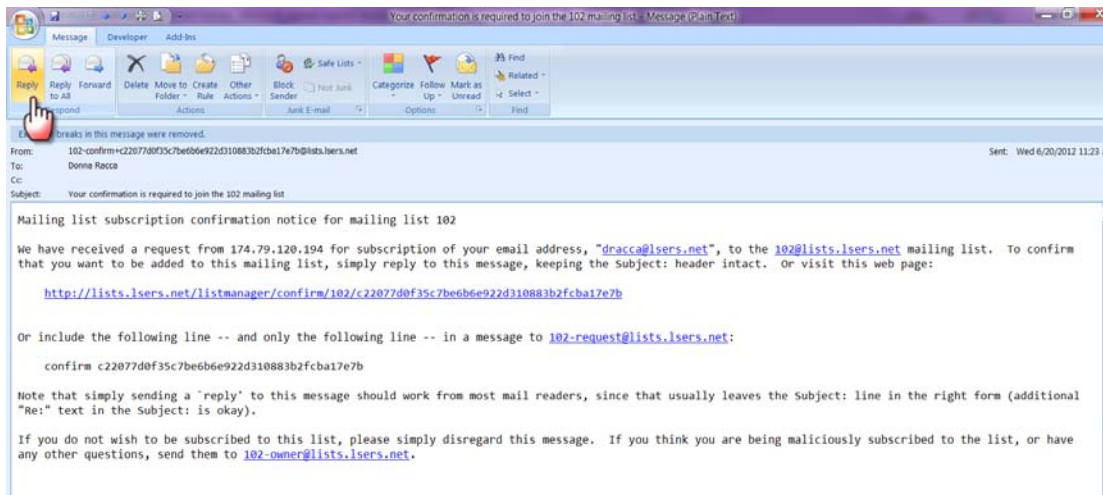 Your confirmation is required to join the 102 mailing list - Message (Plain Text)
Message Developer Add-Ins
Reply Reply to All Forward Delete Move to Folder Create Rule Other Actions Block Sender Safe Lists Not Junk Categorize Follow Up Mark as Unread Find Related Select
Actions Junk E-mail Options Find
breaks in this message were removed.
From: 102-confirm+c22077d0f35c7be6b6e922d310883b2fcba17e7b@lists.lsers.net Sent: Wed 6/20/2012 11:23
To: Donna Racca
Cc:
Subject: Your confirmation is required to join the 102 mailing list
Mailing list subscription confirmation notice for mailing list 102
We have received a request from 174.79.120.194 for subscription of your email address, "dracca@lsers.net", to the 102@lists.lsers.net mailing list. To confirm
that you want to be added to this mailing list, simply reply to this message, keeping the Subject: header intact. Or visit this web page:
http://lists.lsers.net/listmanager/confirm/102/c22077d0f35c7be6b6e922d310883b2fcba17e7b
Or include the following line -- and only the following line -- in a message to 102-request@lists.lsers.net:
confirm c22077d0f35c7be6b6e922d310883b2fcba17e7b
Note that simply sending a `reply' to this message should work from most mail readers, since that usually leaves the Subject: line in the right form (additional
"Re:" text in the Subject: is okay).
If you do not wish to be subscribed to this list, please simply disregard this message. If you think you are being maliciously subscribed to the list, or have
any other questions, send them to 102-owner@lists.lsers.net.